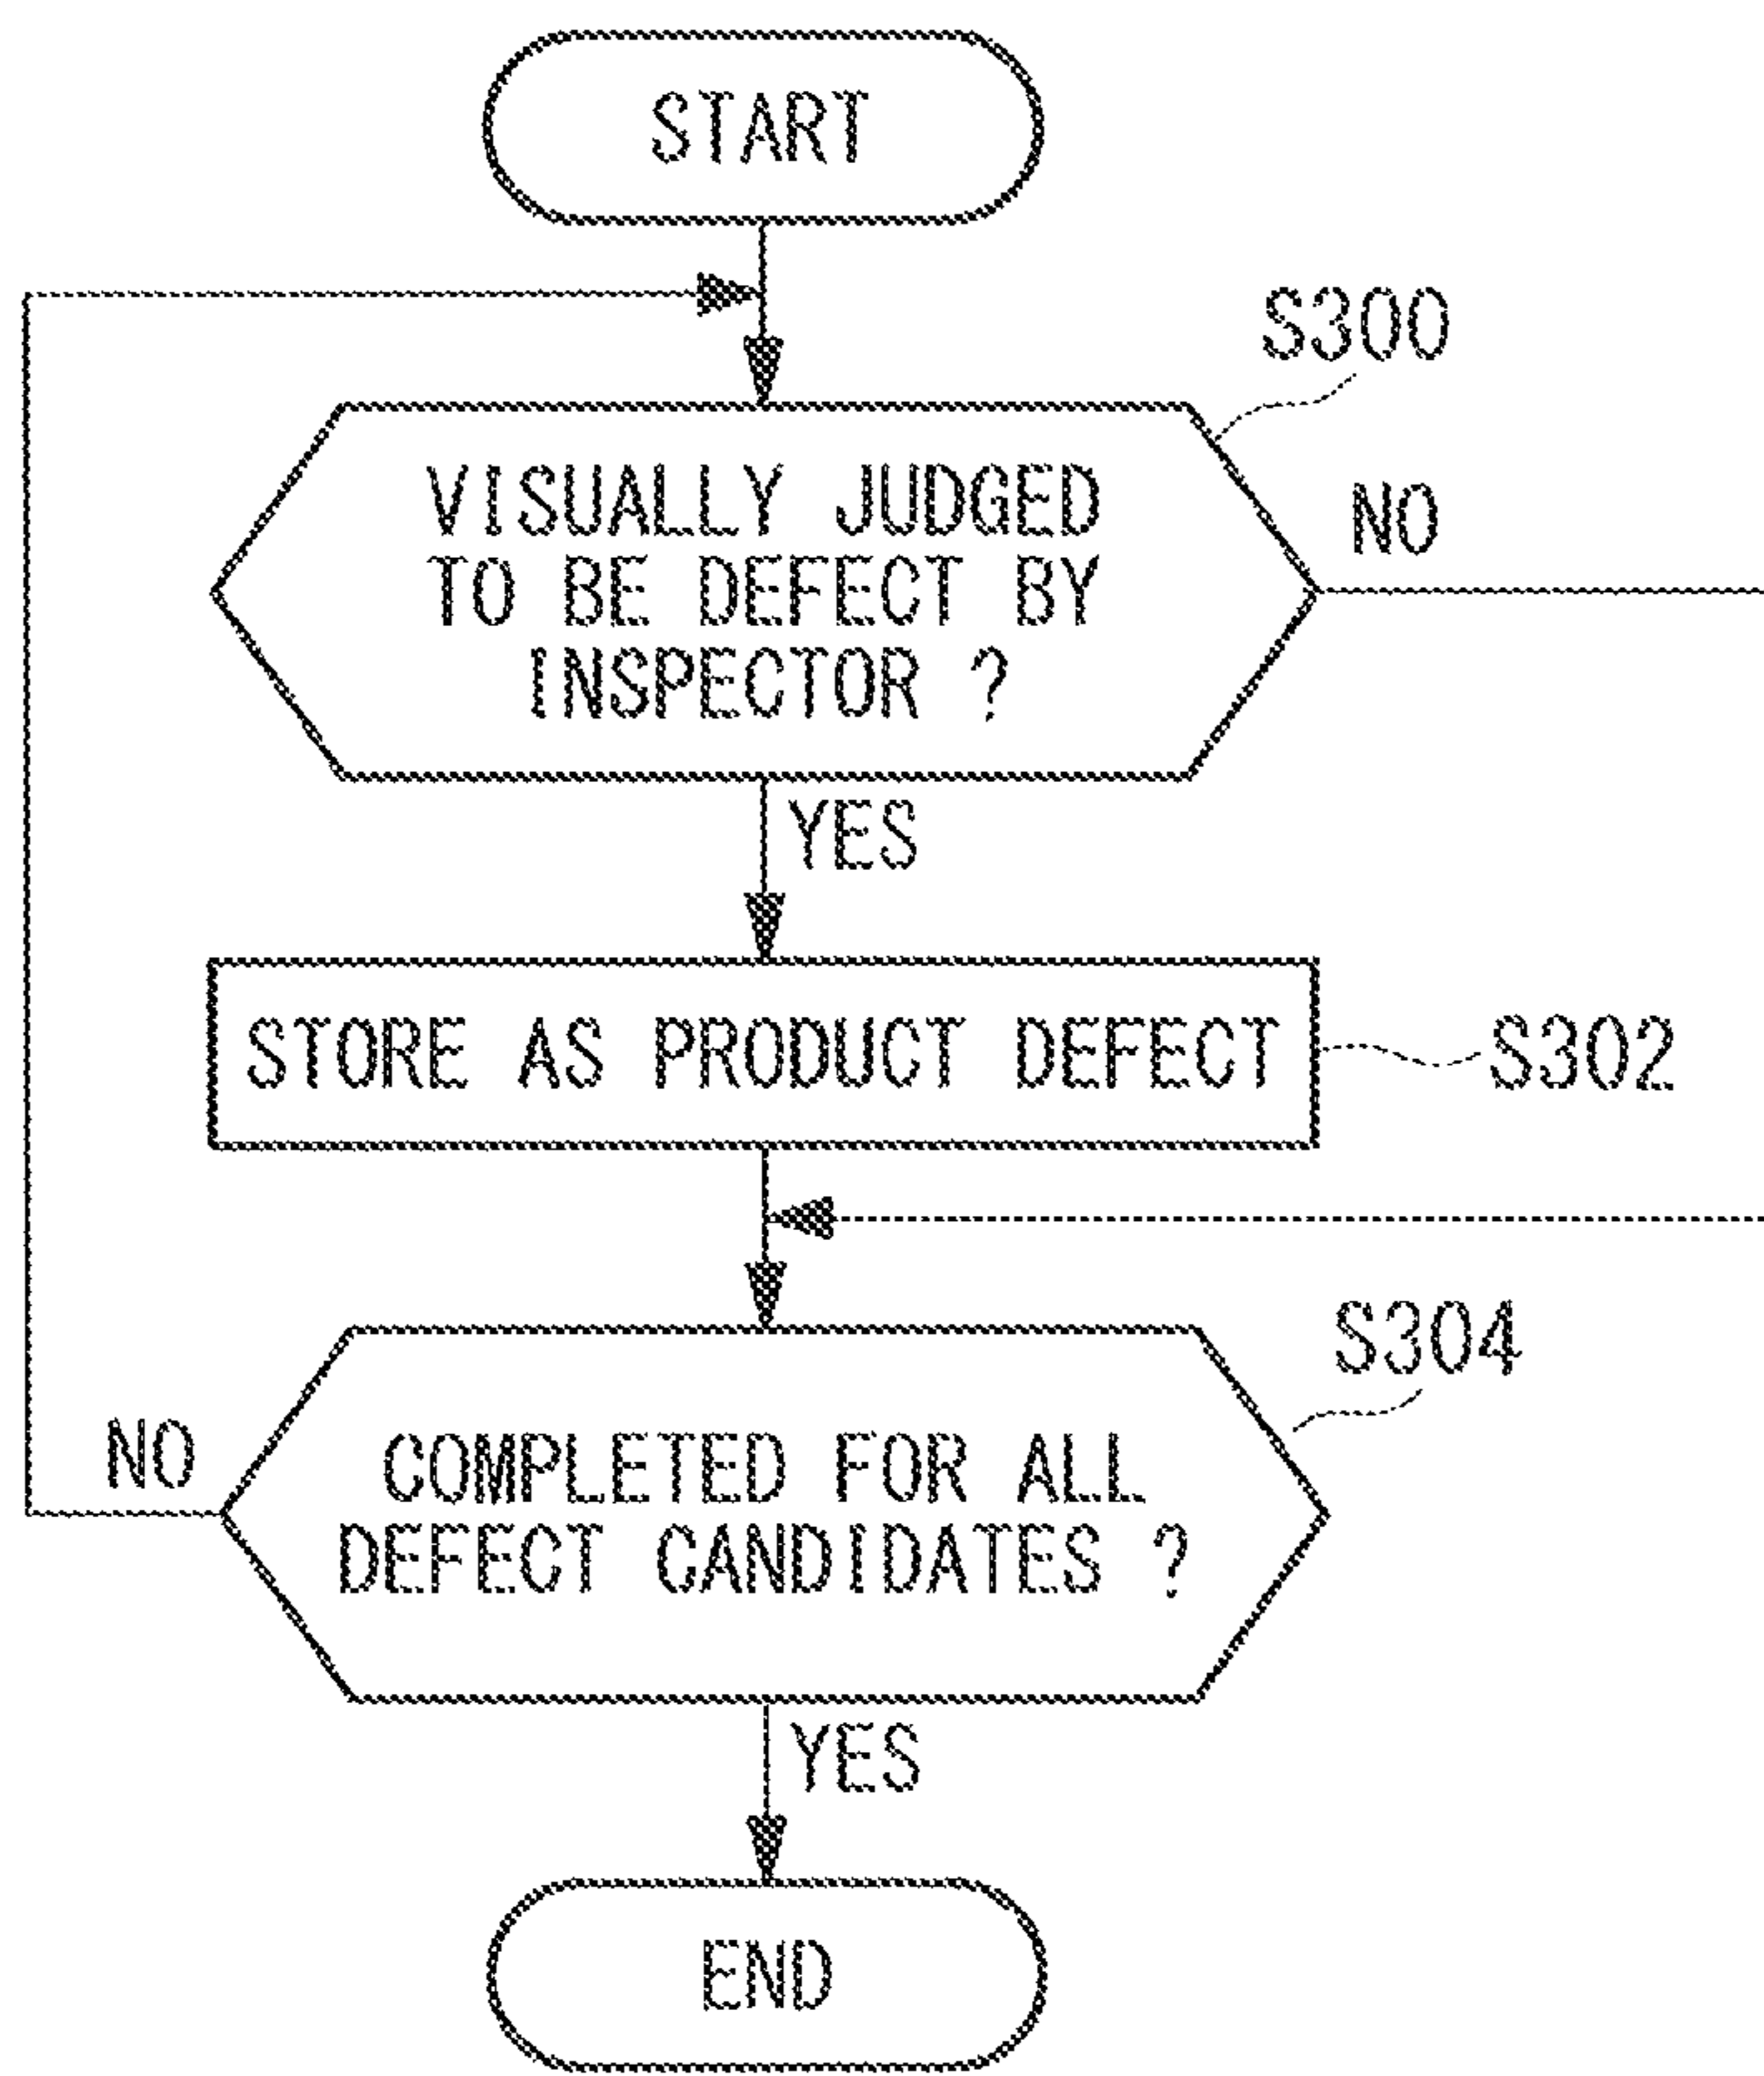 START
S300
VISUALLY JUDGED
TO BE DEFECT BY
INSPECTOR ?
NO
YES
STORE AS PRODUCT DEFECT
S302
S304
NO
COMPLETED FOR ALL
DEFECT CANDIDATES ?
YES
END